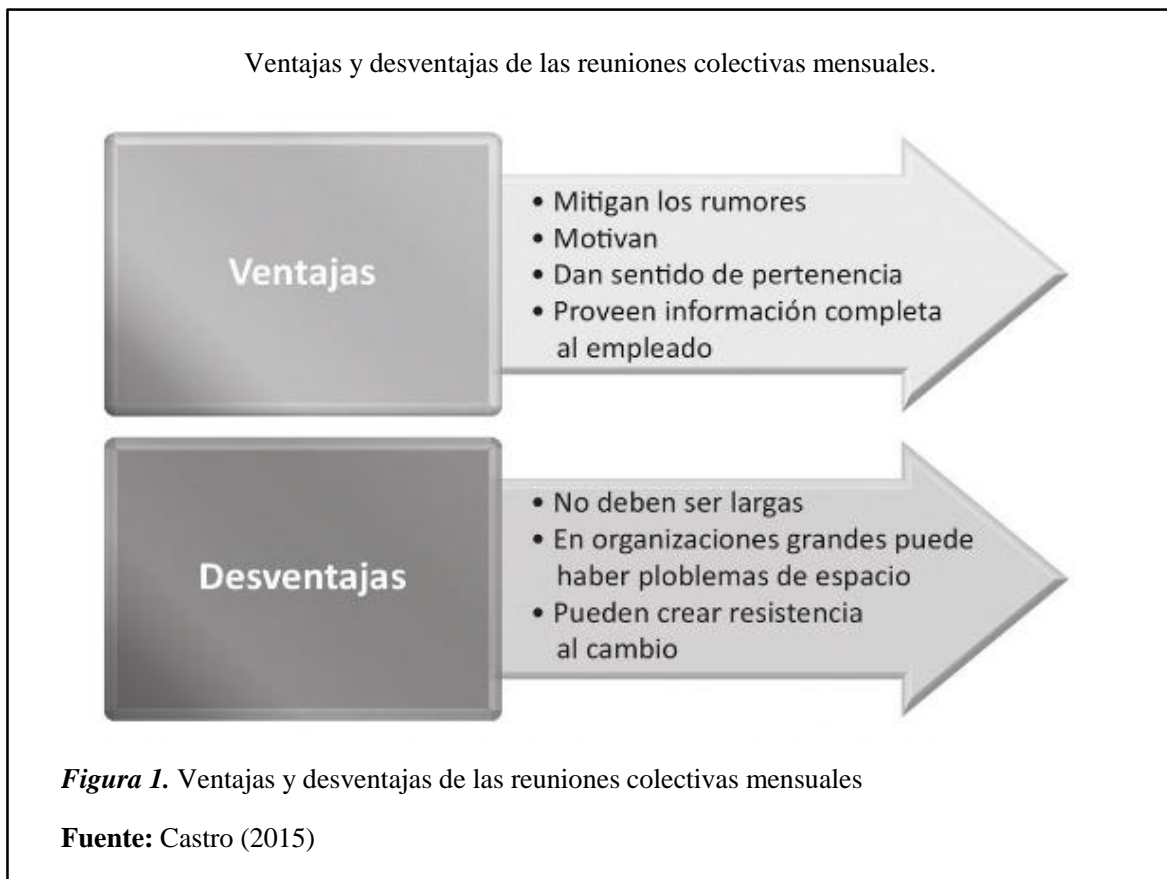 Ventajas y desventajas de las reuniones colectivas mensuales.
Ventajas
• Mitigan los rumores
• Motivan
• Dan sentido de pertenencia
• Proveen información completa
al empleado
Desventajas
• No deben ser largas
• En organizaciones grandes puede
haber ploblemas de espacio
• Pueden crear resistencia
al cambio
Figura 1. Ventajas y desventajas de las reuniones colectivas mensuales
Fuente: Castro (2015)